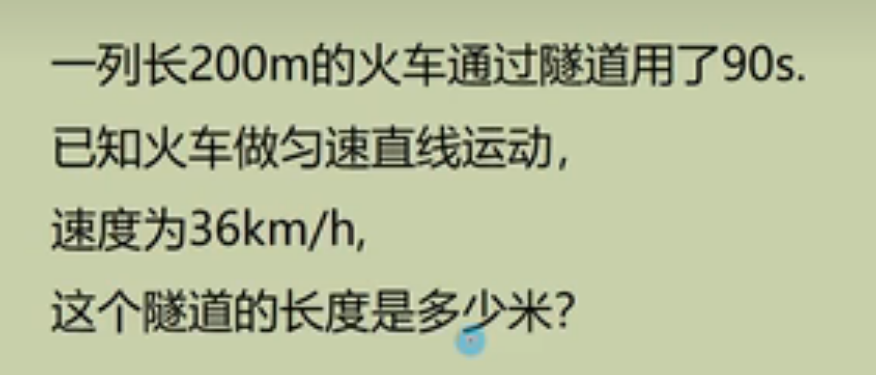 一列长200m的火车通过隧道用了90s.
已知火车做匀速直线运动，
速度为36km/h,
这个隧道的长度是多少米？